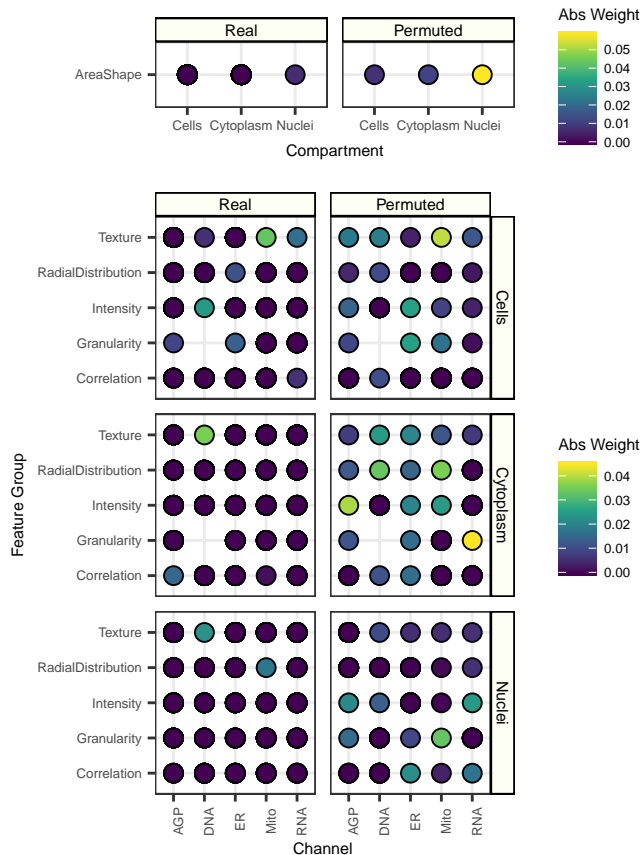 Real
Permuted
AreaShape
Cells
Cytoplasm
Nuclei
Cells
Cytoplasm
Nuclei
Compartment
Abs Weight
0.05
0.04
0.03
0.02
0.01
0.00
Real
Permuted
Texture
RadialDistribution
Intensity
Granularity
Correlation
Cells
Texture
RadialDistribution
Intensity
Granularity
Correlation
Cytoplasm
Texture
RadialDistribution
Intensity
Granularity
Correlation
Nuclei
Feature Group
AGP
DNA
ER
Mito
RNA
AGP
DNA
ER
Mito
RNA
Channel
Abs Weight
0.04
0.03
0.02
0.01
0.00